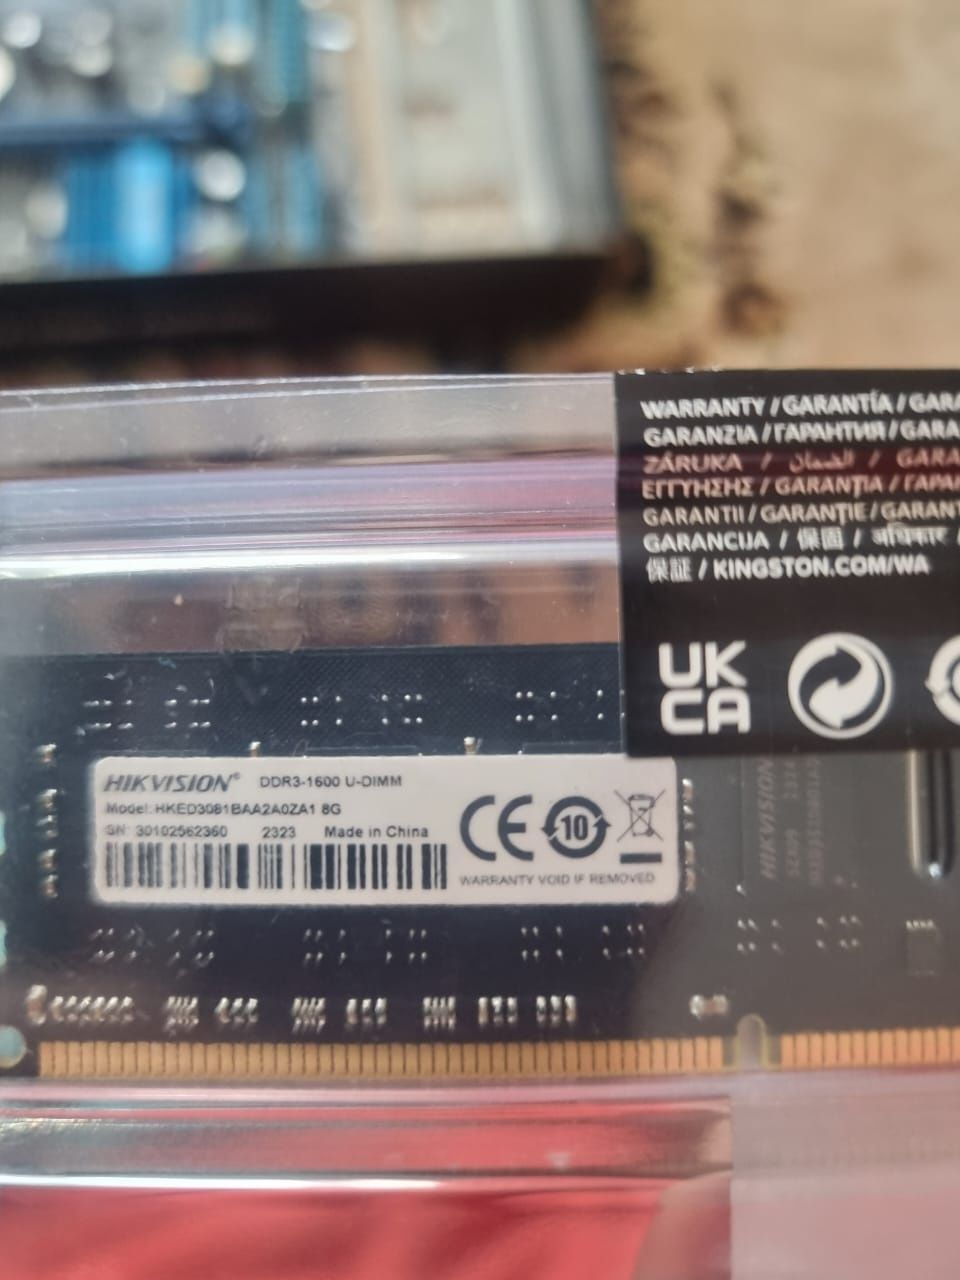 WARRANTY / GARANTÍA / GARA
GARANZIA / ГАРАНТИЯ / GARA
ZÁRUKA / الضمان / GARA
ΕΓΓΥΗΣΗΣ / GARANȚIA / ГАРА
GARANTII / GARANȚIE / GARANT
GARANCIJA / 保固 /
保証 / KINGSTON.COM/WA
UK
CA
HIKVISION® DDR3-1600 U-DIMM
Model: HKED3081BAA2A0ZA1 8G
SN: 30102562360 2323 Made in China
CE 10
WARRANTY VOID IF REMOVED
HIKVISION